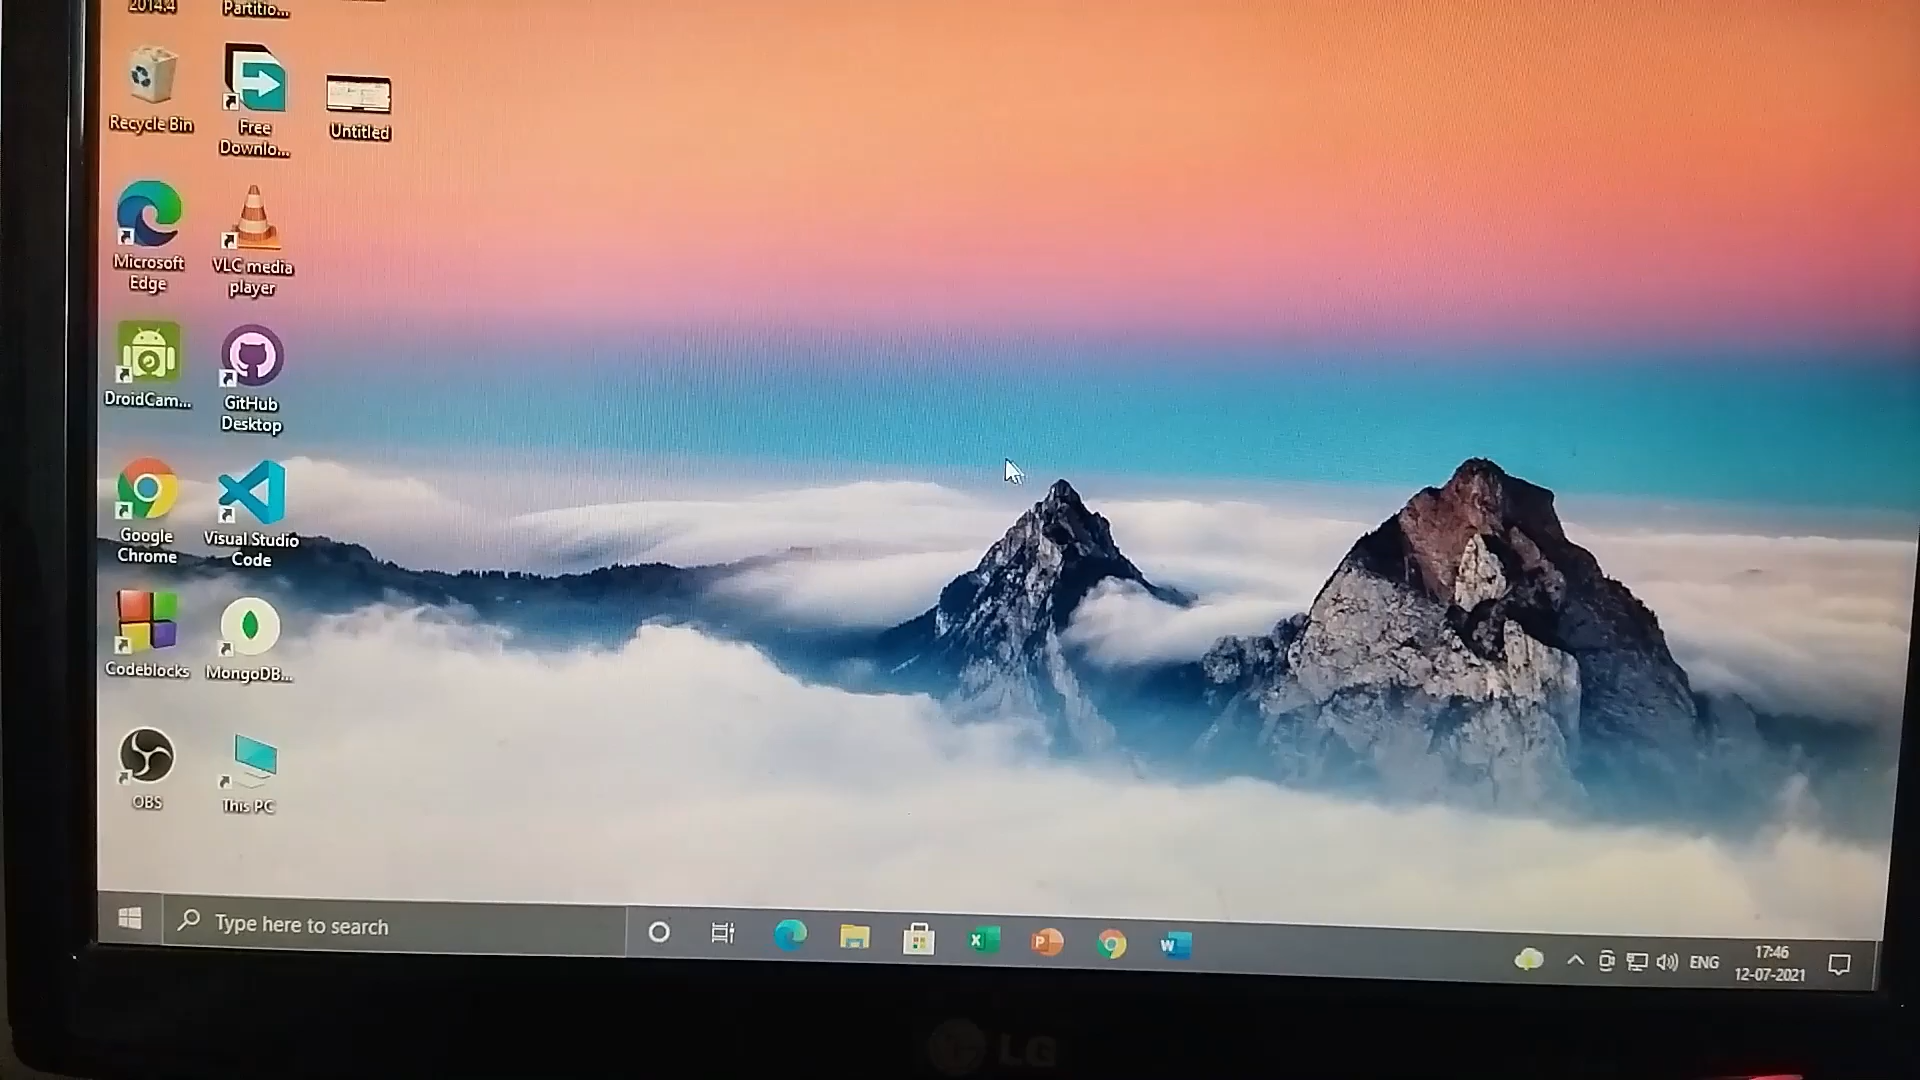 2014.4
Partitio...
Recycle Bin
Free
Downlo...
Untitled
Microsoft
Edge
VLC media
player
DroidCam...
GitHub
Desktop
Google
Chrome
Visual Studio
Code
Codeblocks
MongoDB...
OBS
This PC
Type here to search
ENG
17:46
12-07-2021
LG